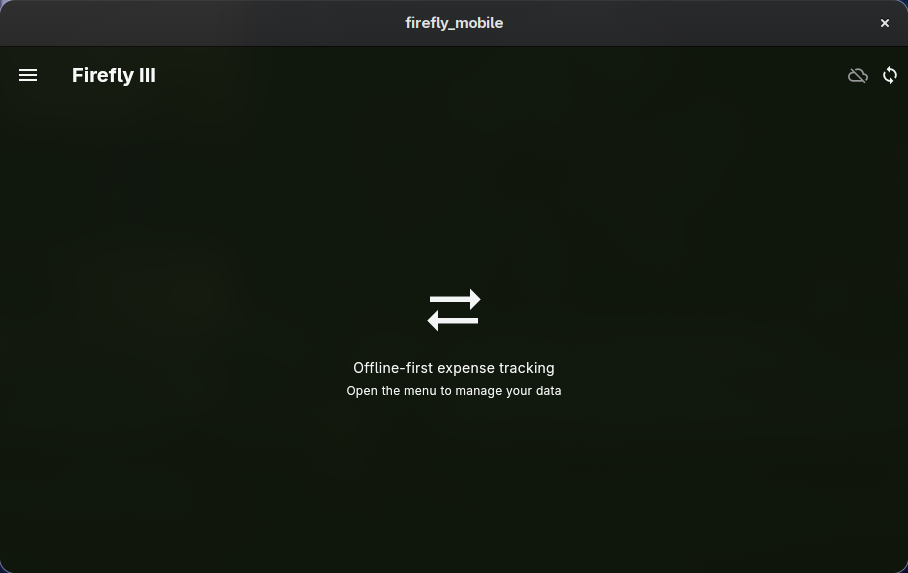 firefly_mobile
Firefly III
Offline-first expense tracking
Open the menu to manage your data